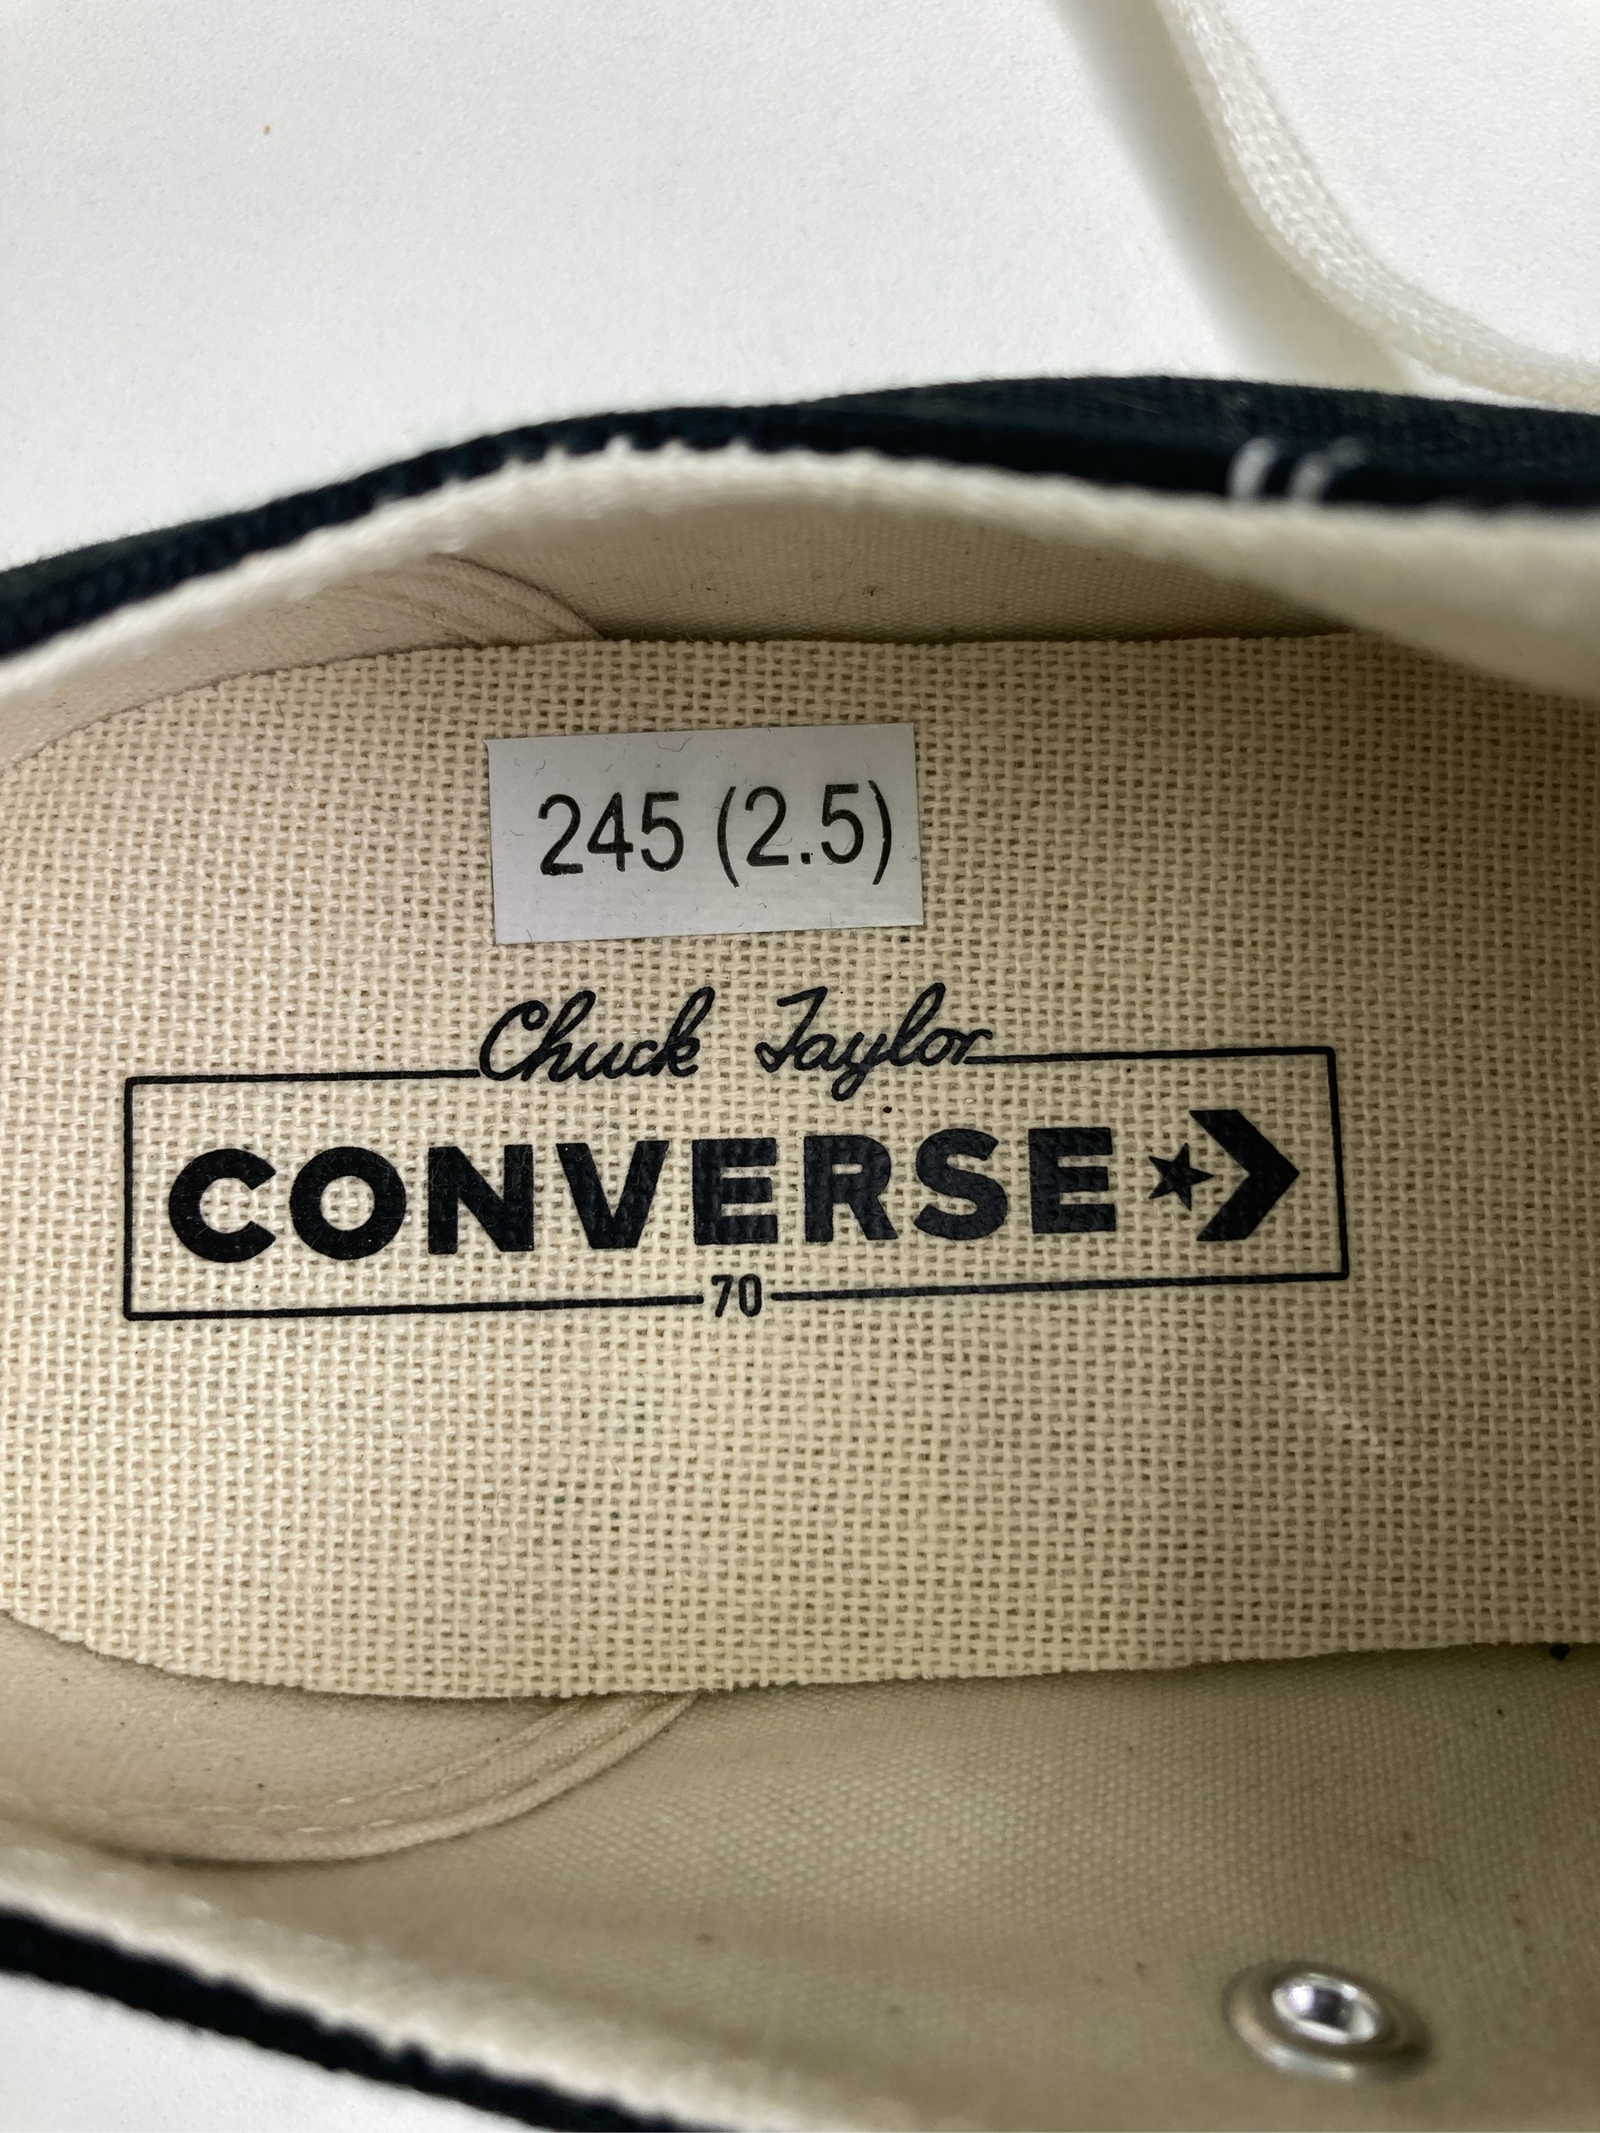 245 (2.5)
Chuck Taylor
CONVERSE
70